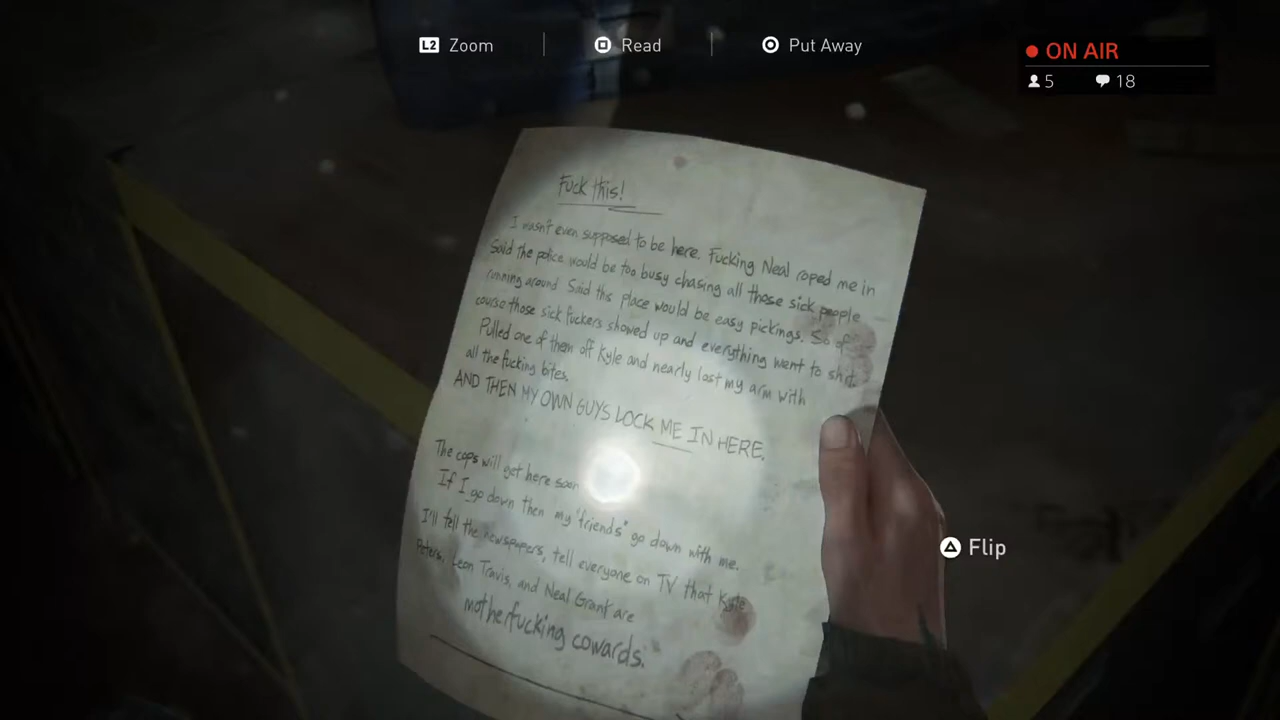 L2 Zoom
Read
Put Away
ON AIR
5 18
Fuck this!
I wasn't even supposed to be here. Fucking Neal roped me in
Said the police would be too busy chasing all those sick people
running around. Said this place would be easy pickings. So of
course those sick fuckers showed up and everything went to shit.
Pulled one of them off Kyle and nearly lost my arm with
all the fucking bites.
AND THEN MY OWN GUYS LOCK ME IN HERE.
The cops will get here soon
If I go down then my "friends" go down with me.
I'll tell the newspapers, tell everyone on TV that Kyle
Peters, Leon Travis, and Neal Grant are
motherfucking cowards.
Flip